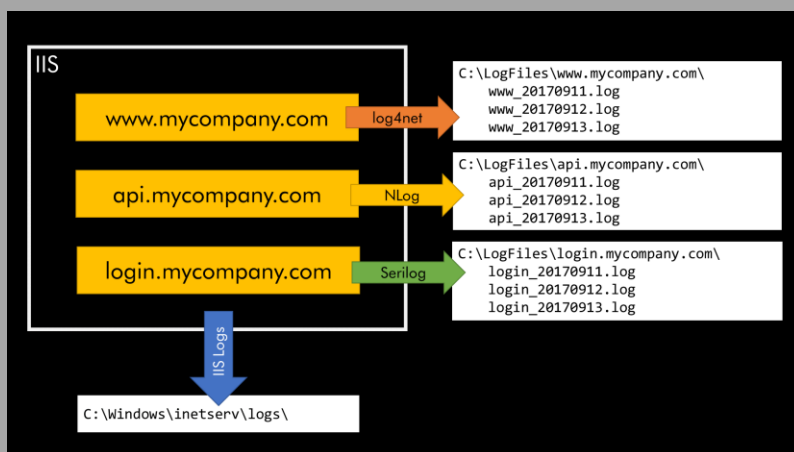 IIS
www.mycompany.com
log4net
C:\LogFiles\www.mycompany.com\
www_20170911.log
www_20170912.log
www_20170913.log
api.mycompany.com
NLog
C:\LogFiles\api.mycompany.com\
api_20170911.log
api_20170912.log
api_20170913.log
login.mycompany.com
Serilog
C:\LogFiles\login.mycompany.com\
login_20170911.log
login_20170912.log
login_20170913.log
IIS Logs
C:\Windows\inetserv\logs\